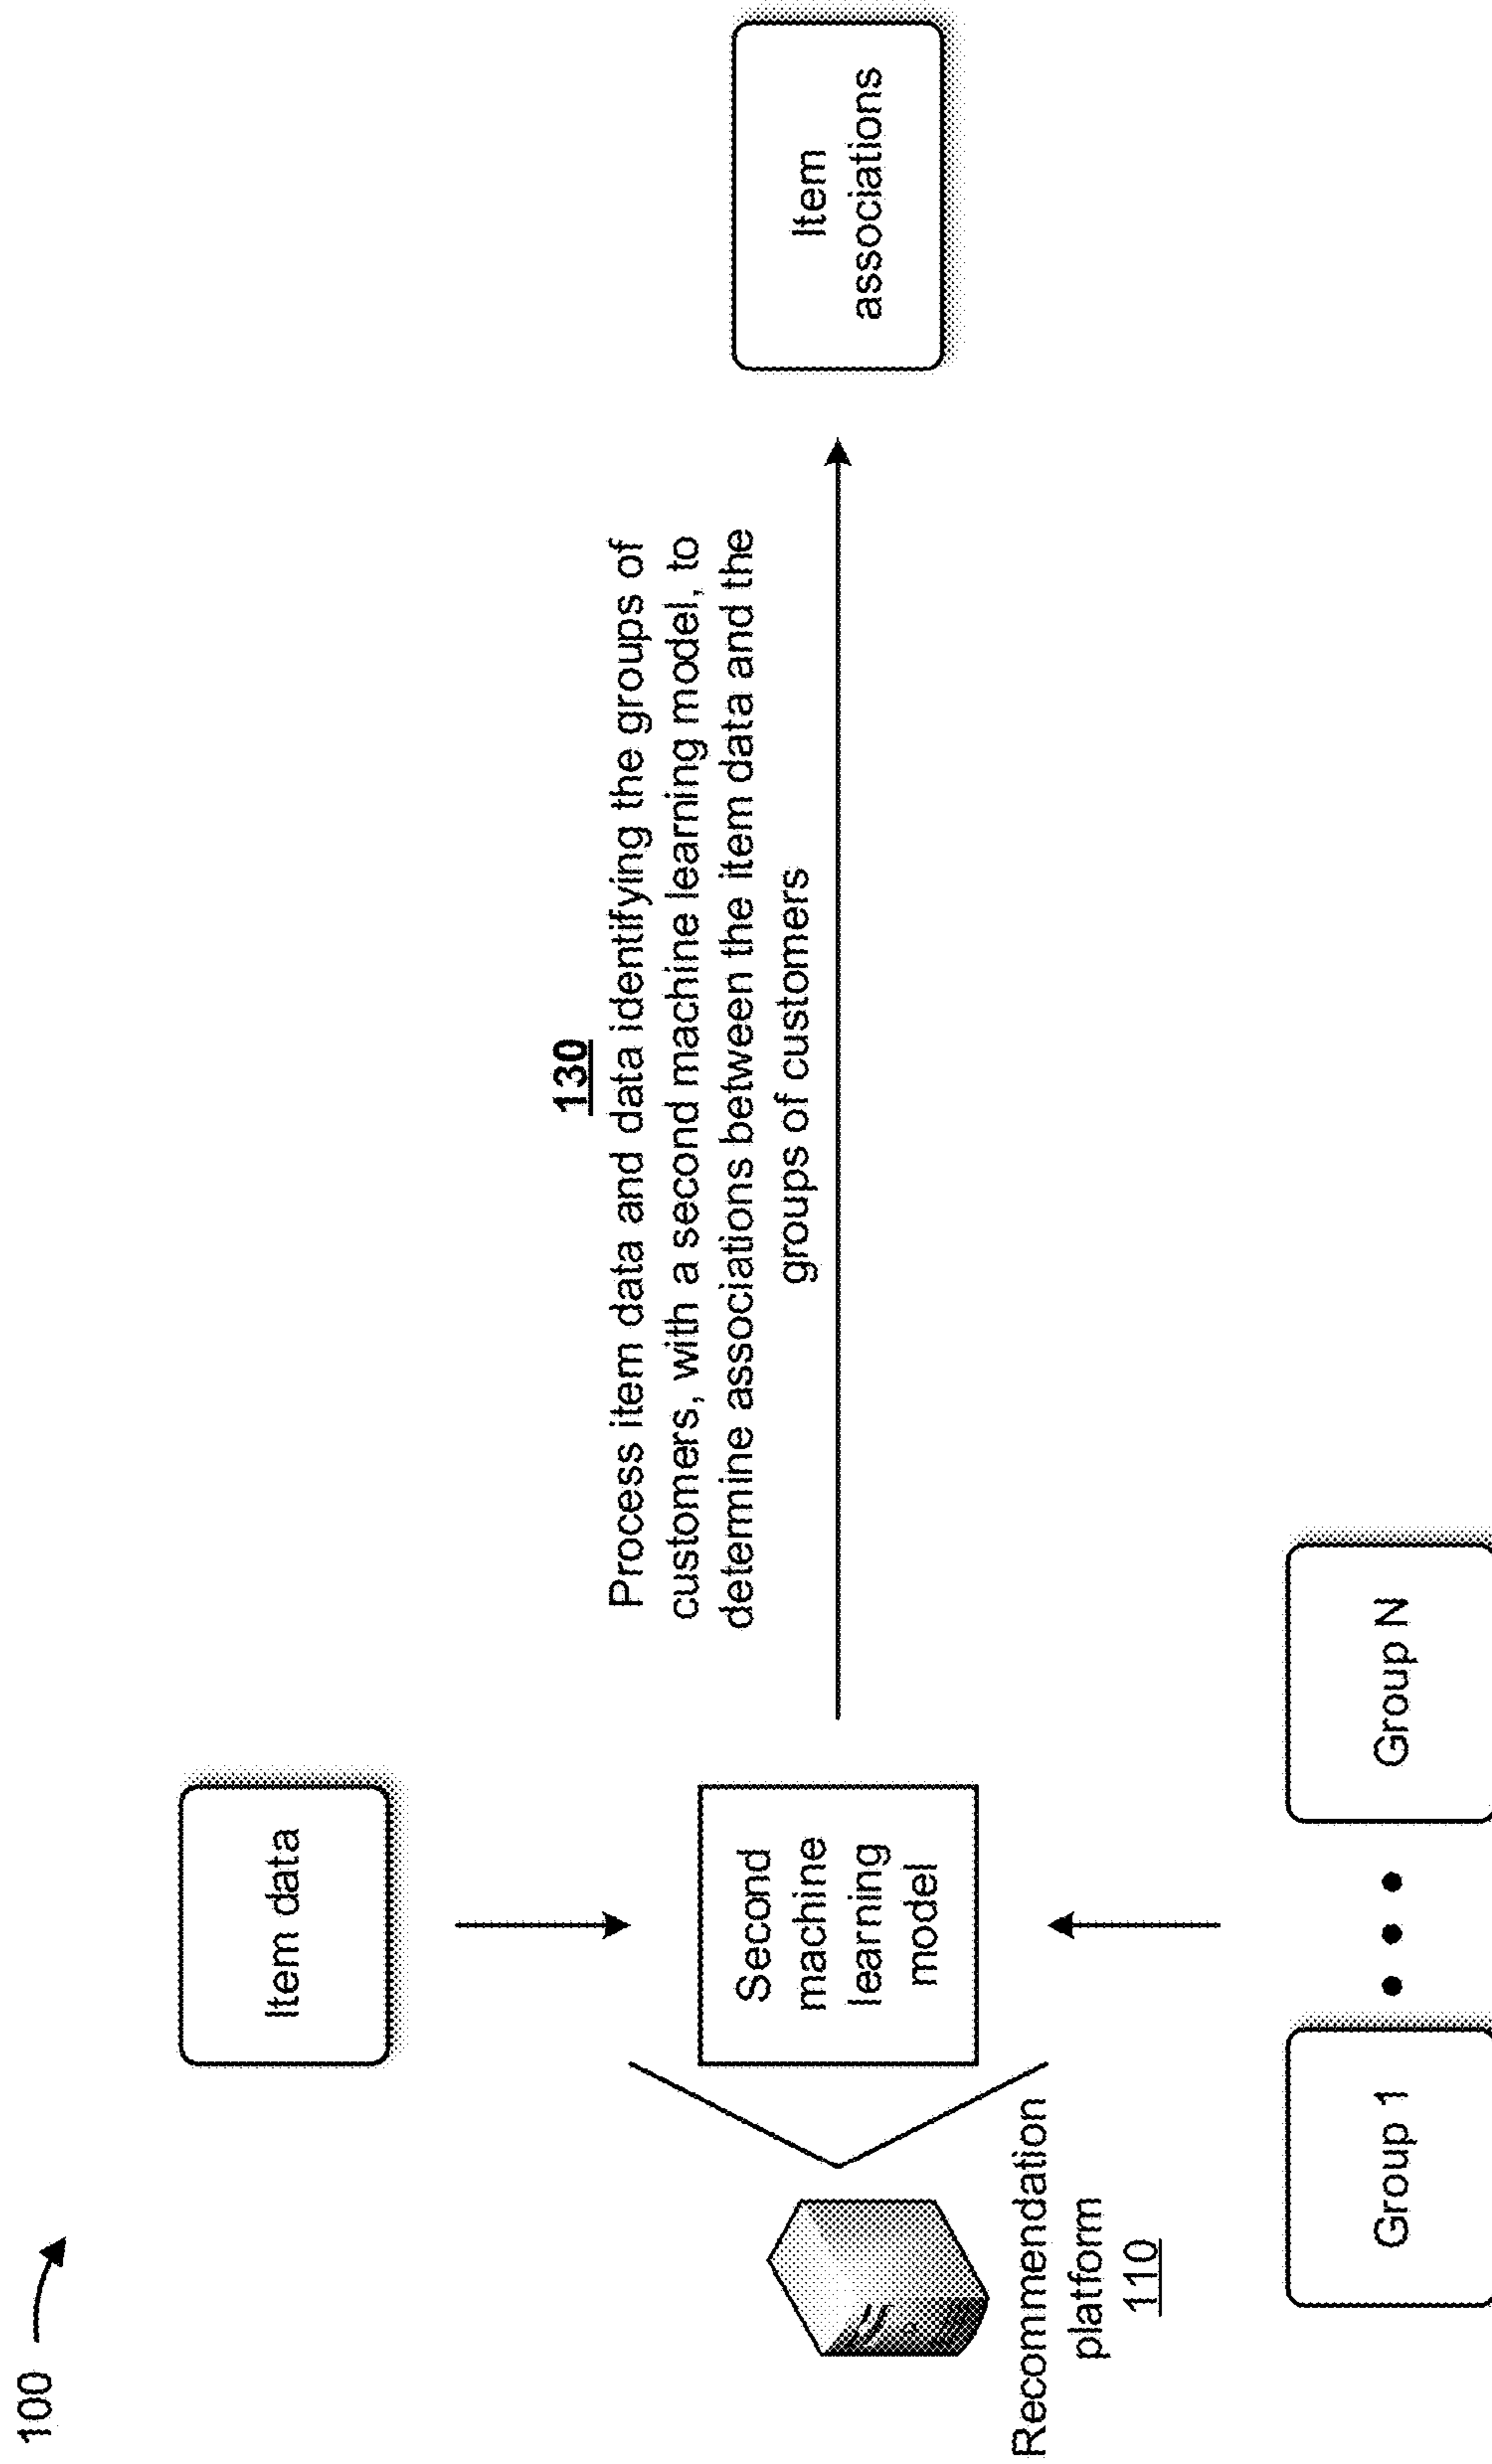 100
Item data
130
Process item data and data identifying the groups of
customers, with a second machine learning model, to
determine associations between the item data and the
groups of customers
Second
machine
learning
model
Item
associations
Recommendation
platform
110
Group 1
Group N